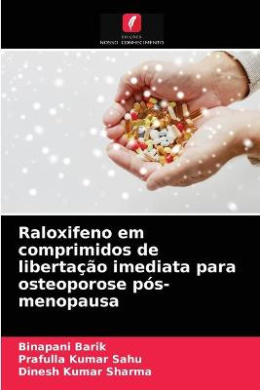 EDIÇÕES
NOSSO CONHECIMENTO
Raloxifeno em
comprimidos de
libertação imediata para
osteoporose pós-
menopausa
Binapani Barik
Prafulla Kumar Sahu
Dinesh Kumar Sharma